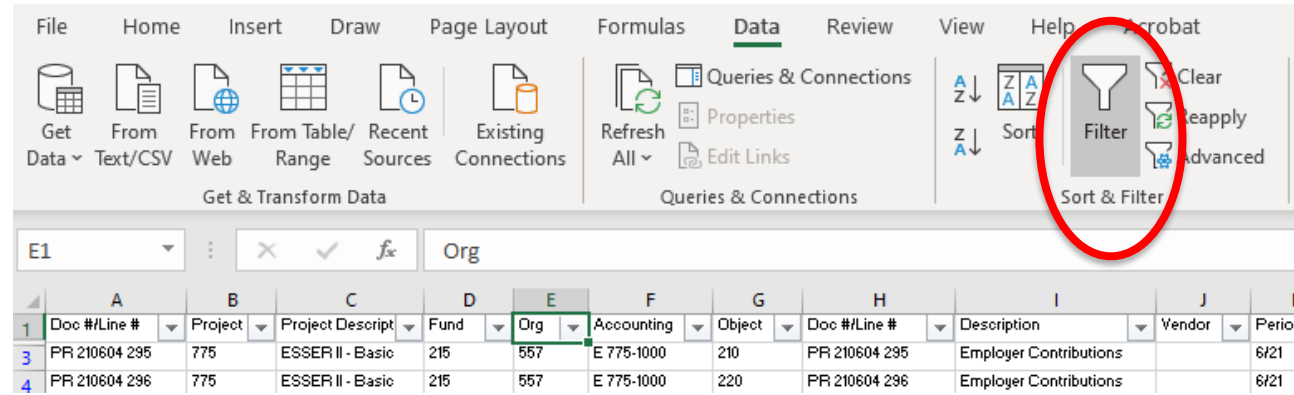 File Home Insert Draw Page Layout Formulas Data Review View Help Acrobat
Get Data From Text/CSV From Web From Table/ Range Recent Sources Existing Connections
Get & Transform Data
Refresh All Queries & Connections
Properties
Edit Links
Queries & Connections
A Z Z A Z A A Z Sort Filter Clear
Reapply
Advanced
Sort & Filter
E1 fx Org
A B C D E F G H I J
1 Doc #/Line # Project Project Descript Fund Org Accounting Object Doc #/Line # Description Vendor Perio
3 PR 210604 295 775 ESSER II - Basic 215 557 E 775-1000 210 PR 210604 295 Employer Contributions 6/21
4 PR 210604 296 775 ESSER II - Basic 215 557 E 775-1000 220 PR 210604 296 Employer Contributions 6/21